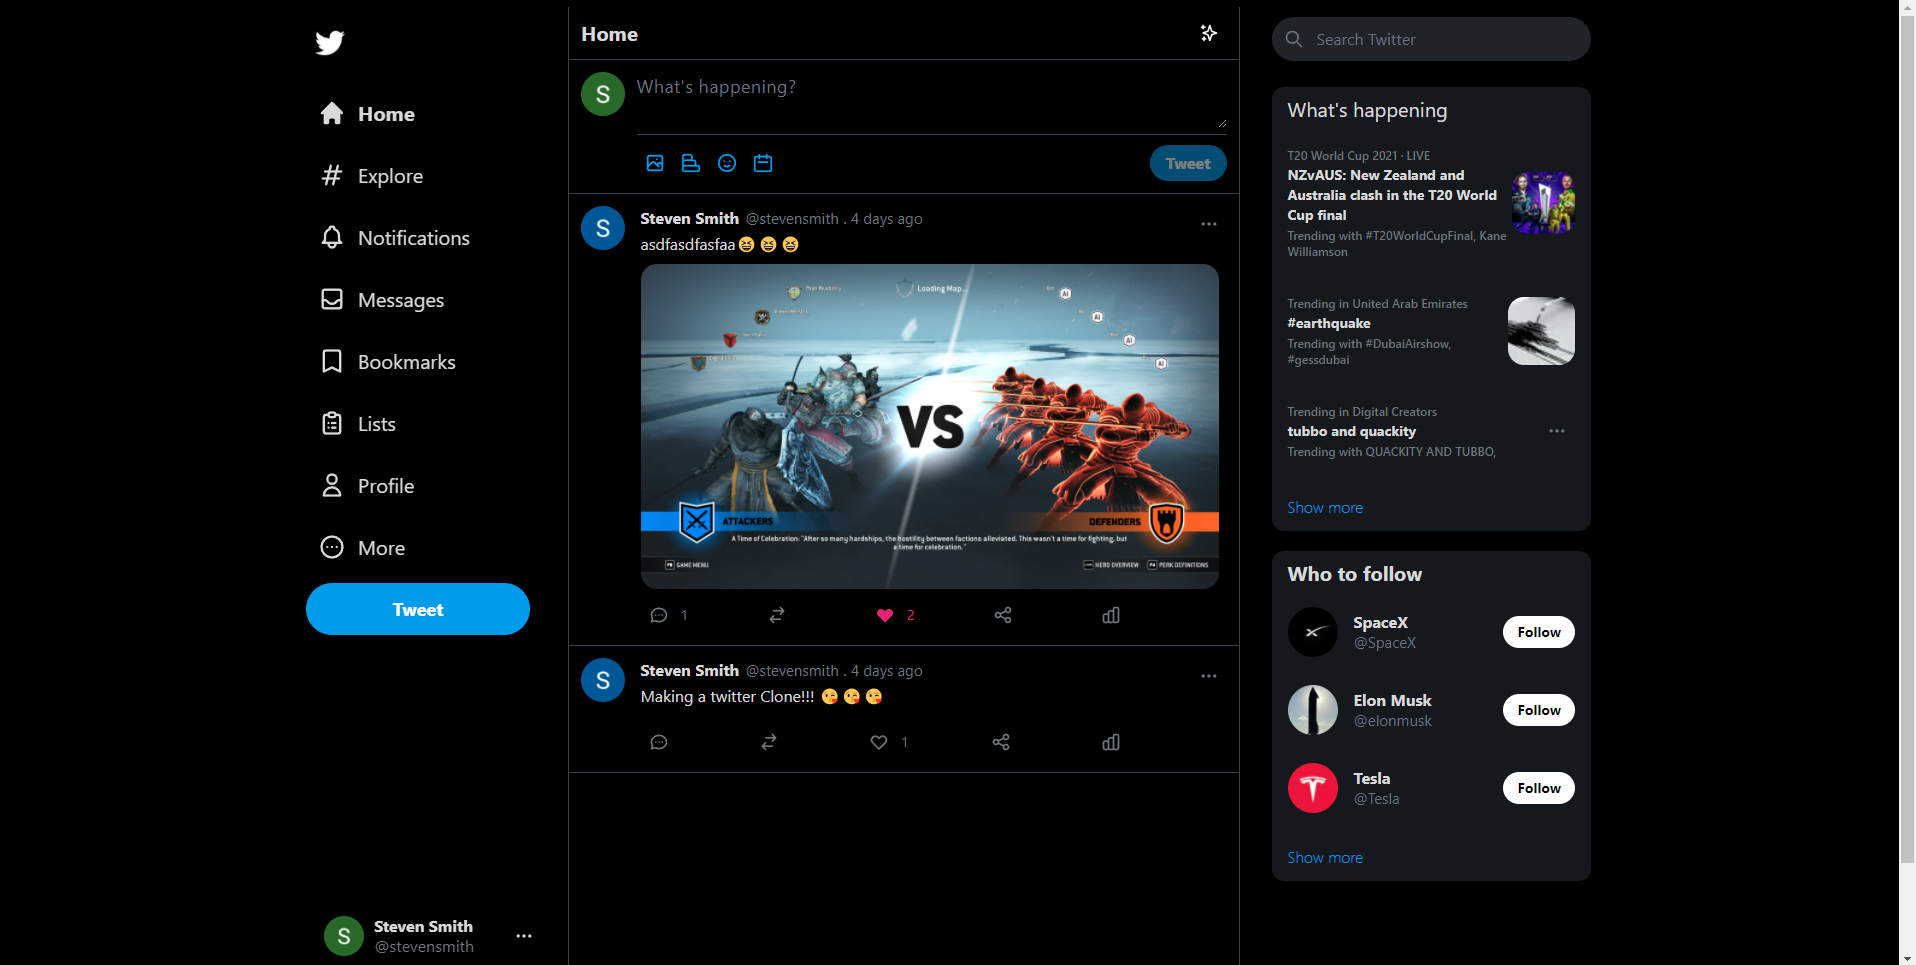 Home
Explore
Notifications
Messages
Bookmarks
Lists
Profile
More
Tweet
S
Steven Smith
@stevensmith
Home
S
What's happening?
Tweet
S
Steven Smith @stevensmith . 4 days ago
asdfasdfasfaa😆 😆 😆
Loading Map...
AI
AI
AI
AI
VS
ATTACKERS
DEFENDERS
A Time of Celebration: "After so many hardships, the hostility between factions alleviated. This wasn't a time for fighting, but
a time for celebration."
GAME MENU
HERO OVERVIEW
PERK DEFINITIONS
1
2
S
Steven Smith @stevensmith . 4 days ago
Making a twitter Clone!!! 😘 😘 😘
1
Search Twitter
What's happening
T20 World Cup 2021 · LIVE
NZvAUS: New Zealand and
Australia clash in the T20 World
Cup final
Trending with #T20WorldCupFinal, Kane
Williamson
Trending in United Arab Emirates
#earthquake
Trending with #DubaiAirshow,
#gessdubai
Trending in Digital Creators
tubbo and quackity
Trending with QUACKITY AND TUBBO,
Show more
Who to follow
SpaceX
@SpaceX
Follow
Elon Musk
@elonmusk
Follow
Tesla
@Tesla
Follow
Show more